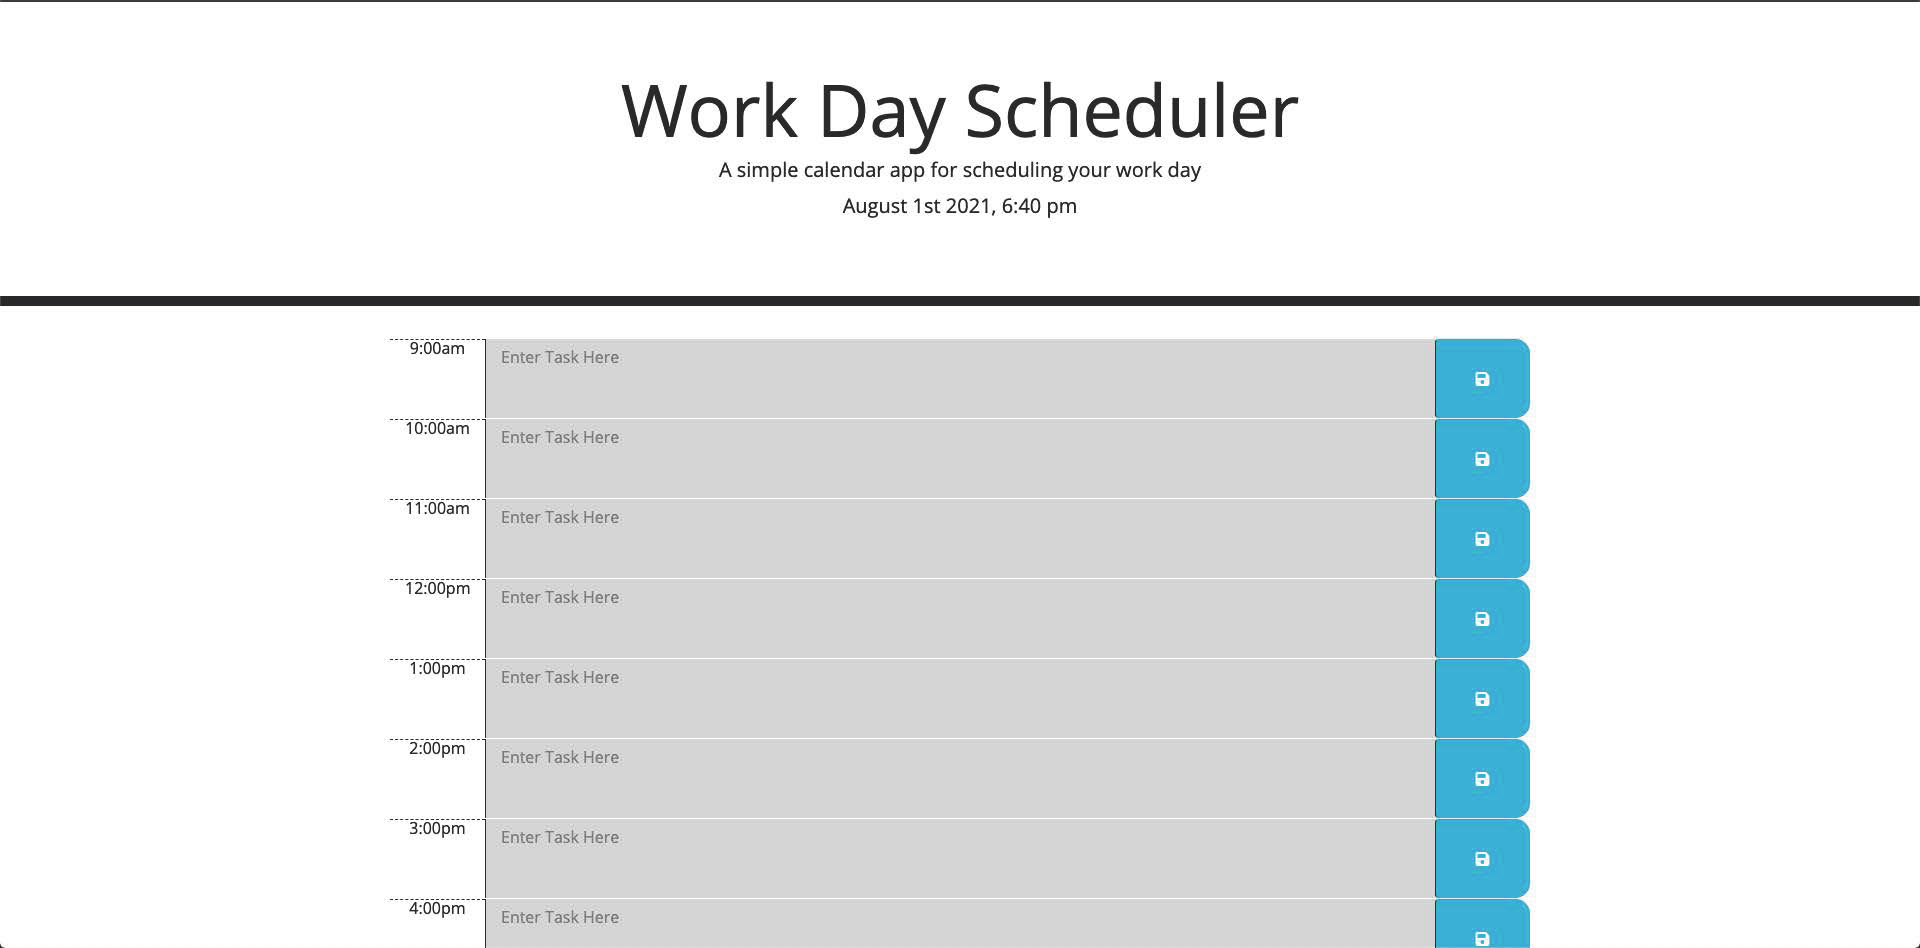 Work Day Scheduler
A simple calendar app for scheduling your work day
August 1st 2021, 6:40 pm
9:00am Enter Task Here
10:00am Enter Task Here
11:00am Enter Task Here
12:00pm Enter Task Here
1:00pm Enter Task Here
2:00pm Enter Task Here
3:00pm Enter Task Here
4:00pm Enter Task Here